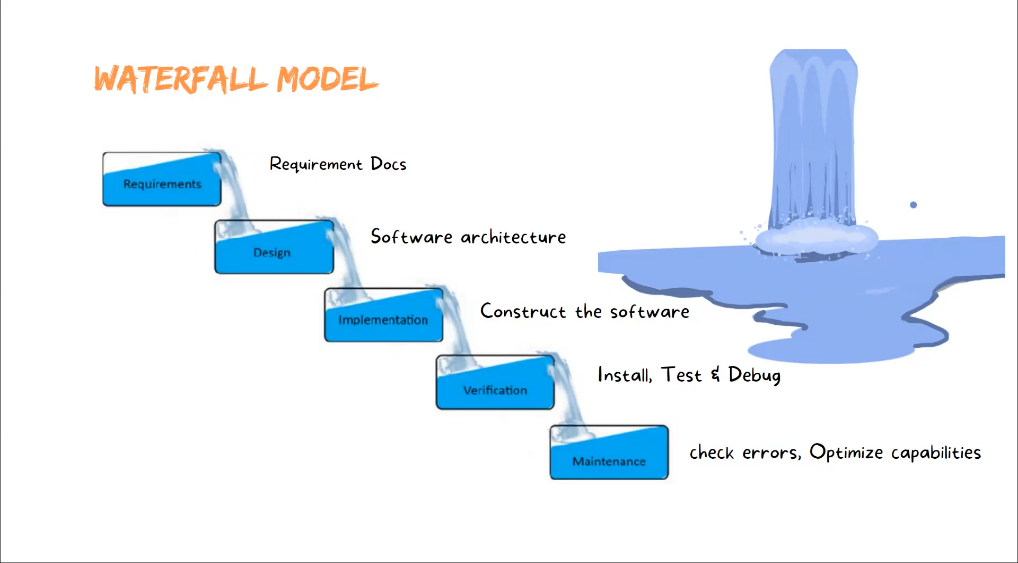 WATERFALL MODEL
Requirements
Requirement Docs
Design
Software architecture
Implementation
Construct the software
Verification
Install, Test & Debug
Maintenance
check errors, Optimize capabilities